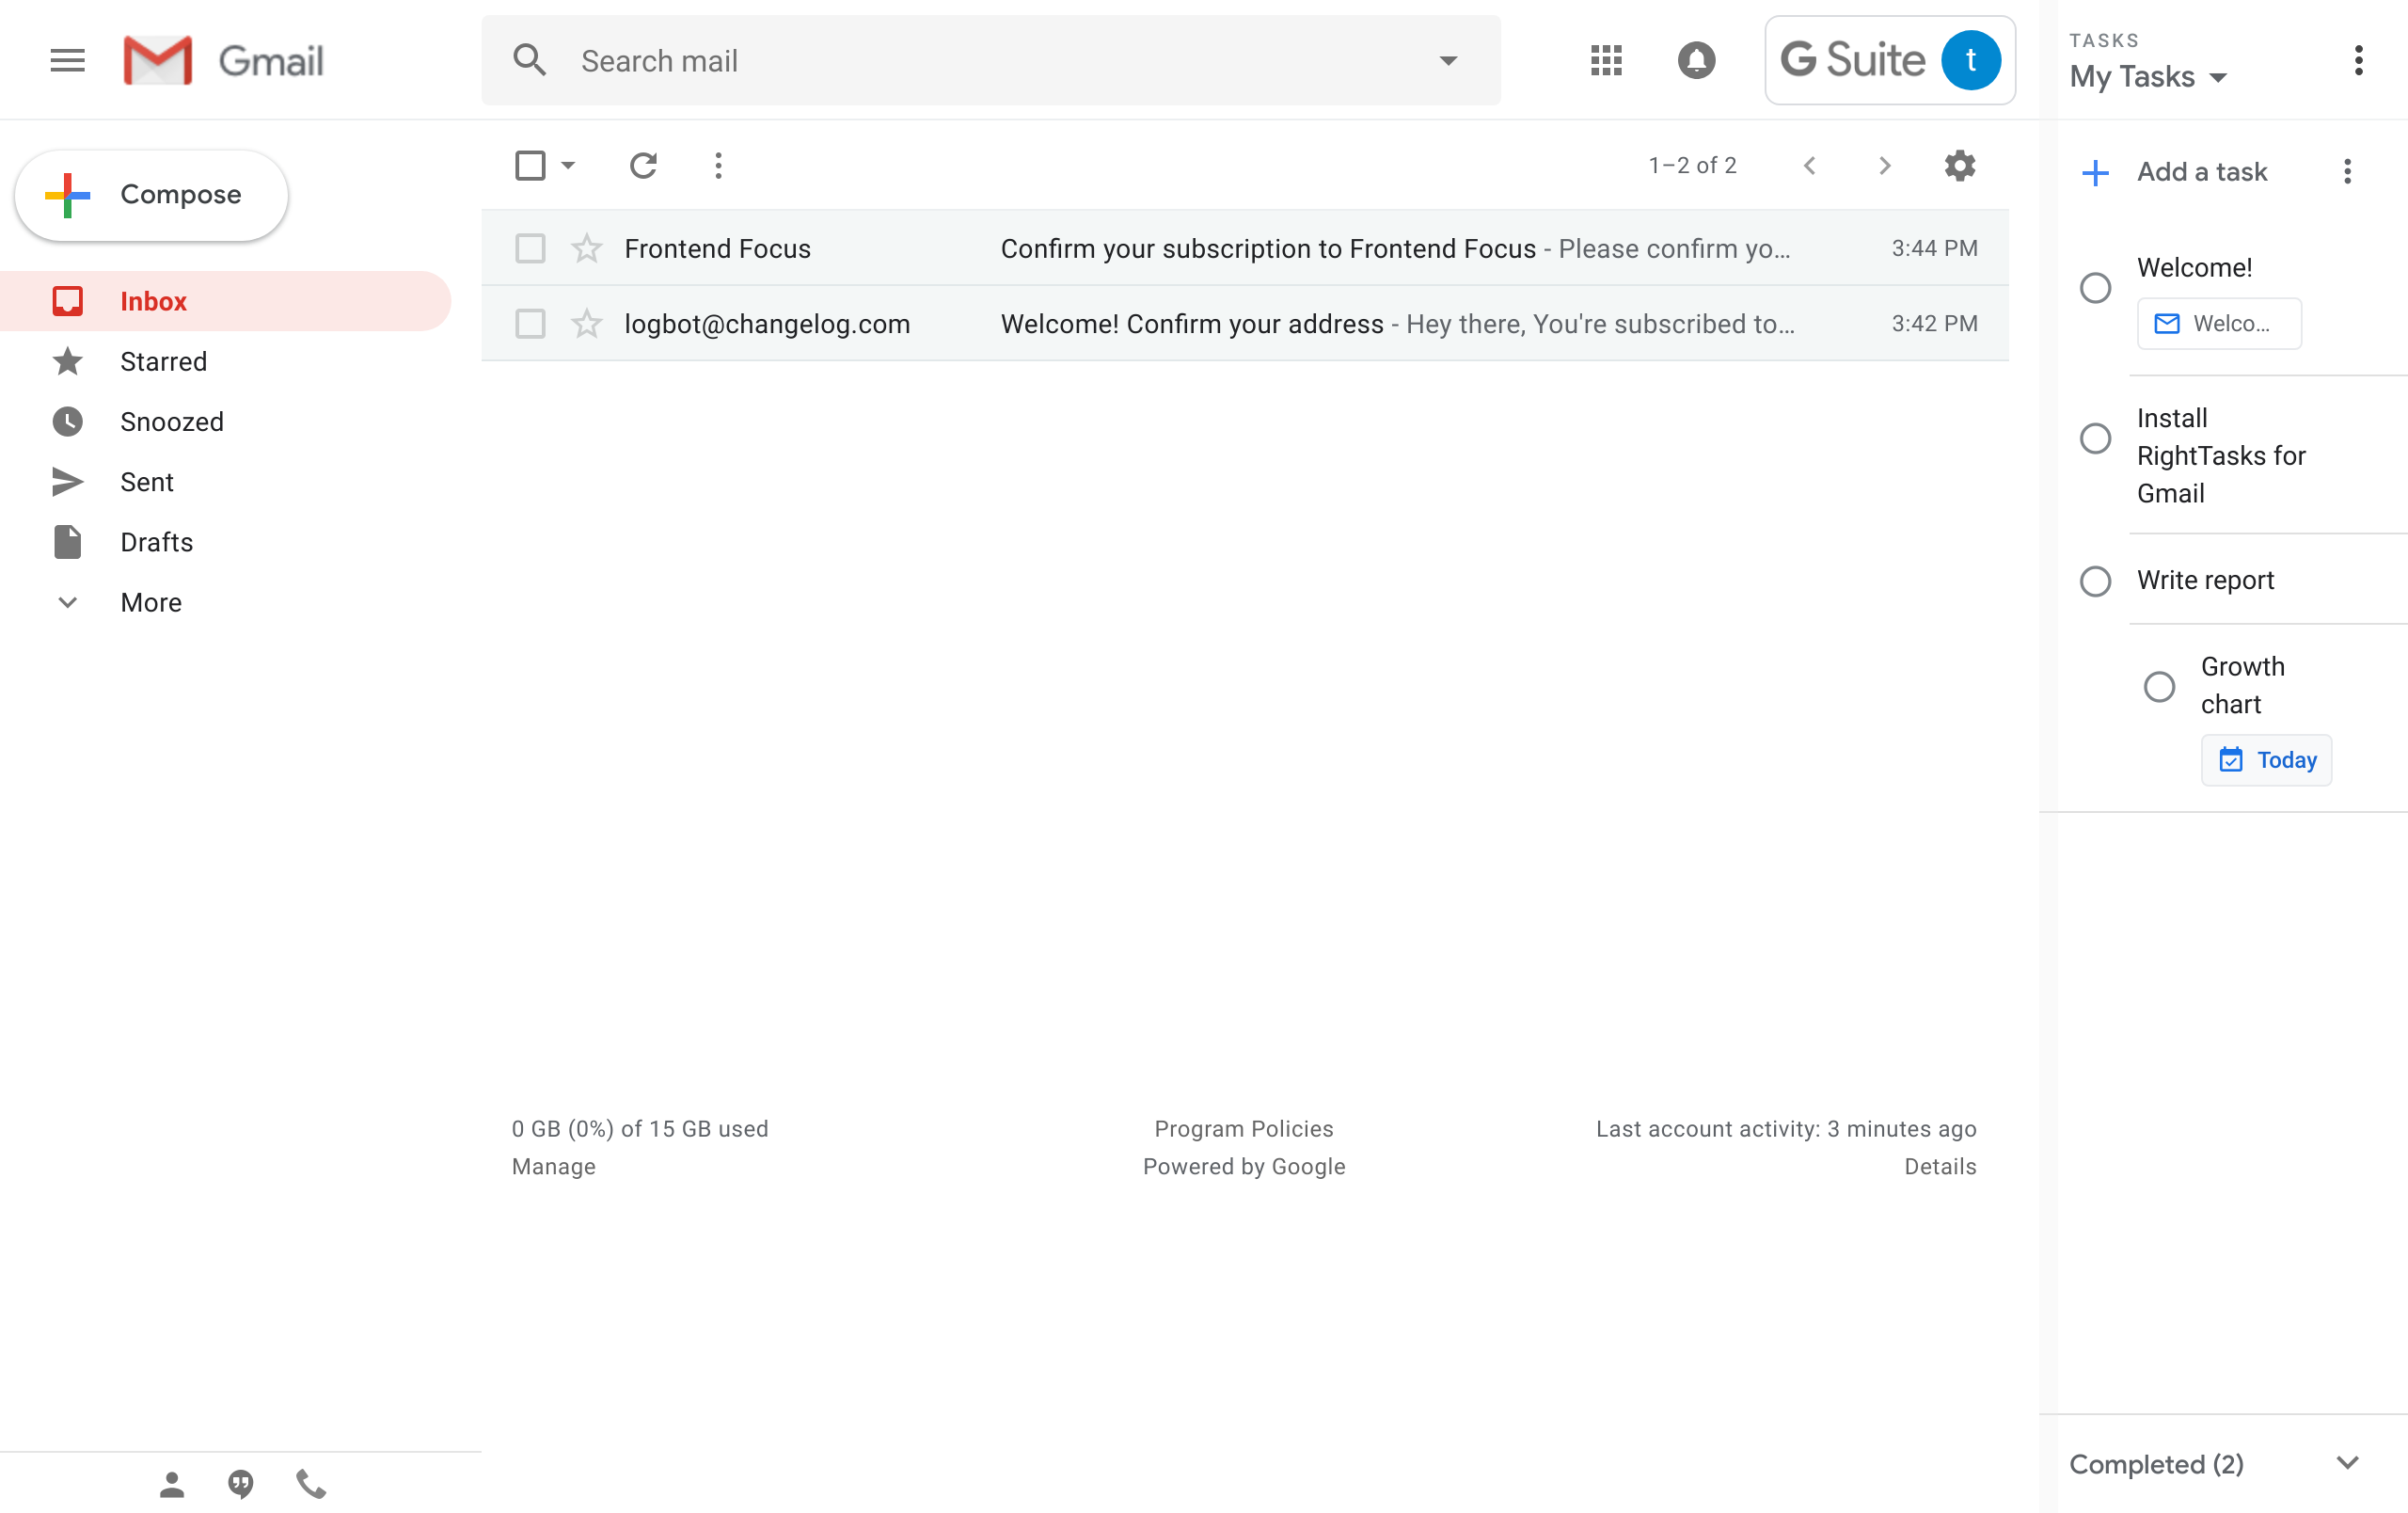 Gmail
Search mail
G Suite
t
TASKS
My Tasks
Compose
1–2 of 2
Add a task
Frontend Focus Confirm your subscription to Frontend Focus - Please confirm yo... 3:44 PM
logbot@changelog.com Welcome! Confirm your address - Hey there, You're subscribed to... 3:42 PM
Inbox
Starred
Snoozed
Sent
Drafts
More
Welcome!
Welco...
Install
RightTasks for
Gmail
Write report
Growth
chart
Today
0 GB (0%) of 15 GB used
Manage
Program Policies
Powered by Google
Last account activity: 3 minutes ago
Details
Completed (2)